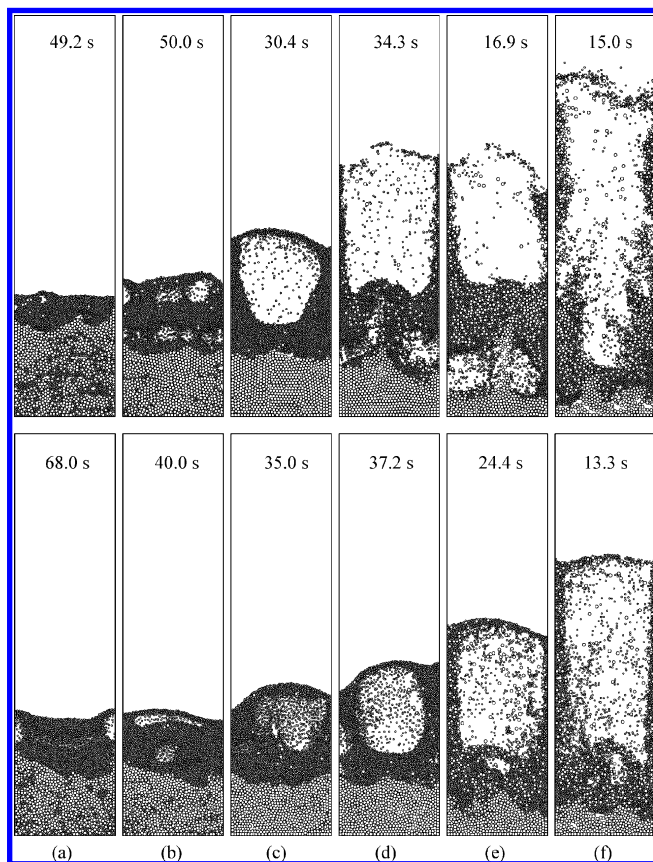 49.2 s 50.0 s 30.4 s 34.3 s 16.9 s 15.0 s
68.0 s 40.0 s 35.0 s 37.2 s 24.4 s 13.3 s
(a) (b) (c) (d) (e) (f)